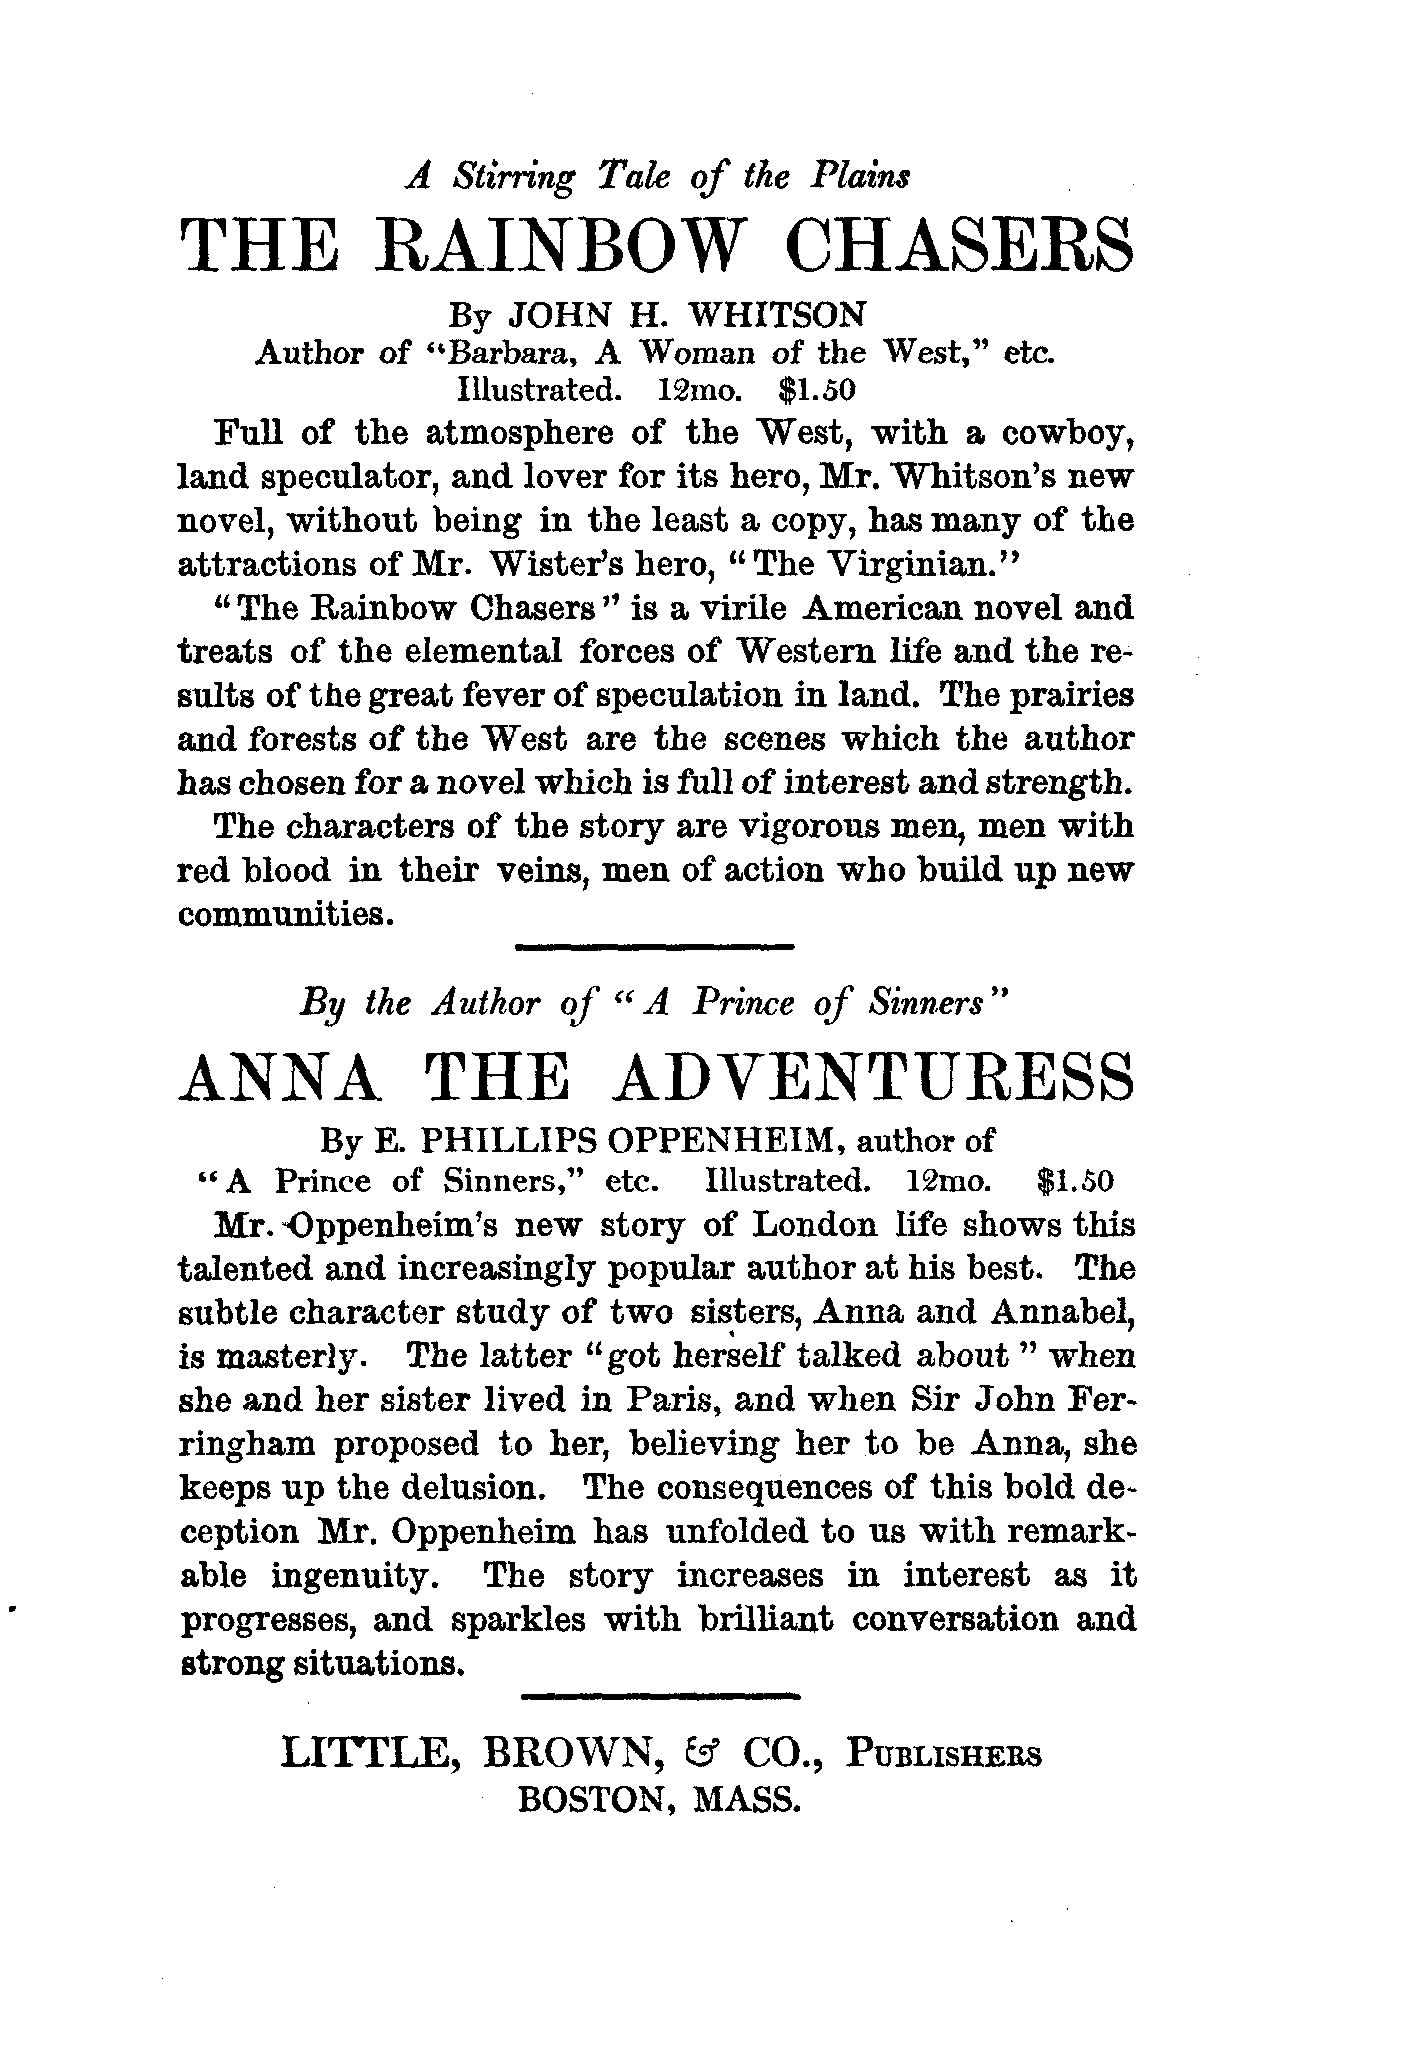 A Stirring Tale of the Plains
THE RAINBOW CHASERS
By JOHN H. WHITSON
Author of “Barbara, A Woman of the West,” etc.
Illustrated. 12mo. $1.50
Full of the atmosphere of the West, with a cowboy,
land speculator, and lover for its hero, Mr. Whitson's new
novel, without being in the least a copy, has many of the
attractions of Mr. Wister's hero, “The Virginian.”
“The Rainbow Chasers” is a virile American novel and
treats of the elemental forces of Western life and the re-
sults of the great fever of speculation in land. The prairies
and forests of the West are the scenes which the author
has chosen for a novel which is full of interest and strength.
The characters of the story are vigorous men, men with
red blood in their veins, men of action who build up new
communities.
By the Author of “A Prince of Sinners”
ANNA THE ADVENTURESS
By E. PHILLIPS OPPENHEIM, author of
“A Prince of Sinners,” etc. Illustrated. 12mo. $1.50
Mr. Oppenheim's new story of London life shows this
talented and increasingly popular author at his best. The
subtle character study of two sisters, Anna and Annabel,
is masterly. The latter “got herself talked about” when
she and her sister lived in Paris, and when Sir John Fer-
ringham proposed to her, believing her to be Anna, she
keeps up the delusion. The consequences of this bold de-
ception Mr. Oppenheim has unfolded to us with remark-
able ingenuity. The story increases in interest as it
progresses, and sparkles with brilliant conversation and
strong situations.
LITTLE, BROWN, & CO., PUBLISHERS
BOSTON, MASS.